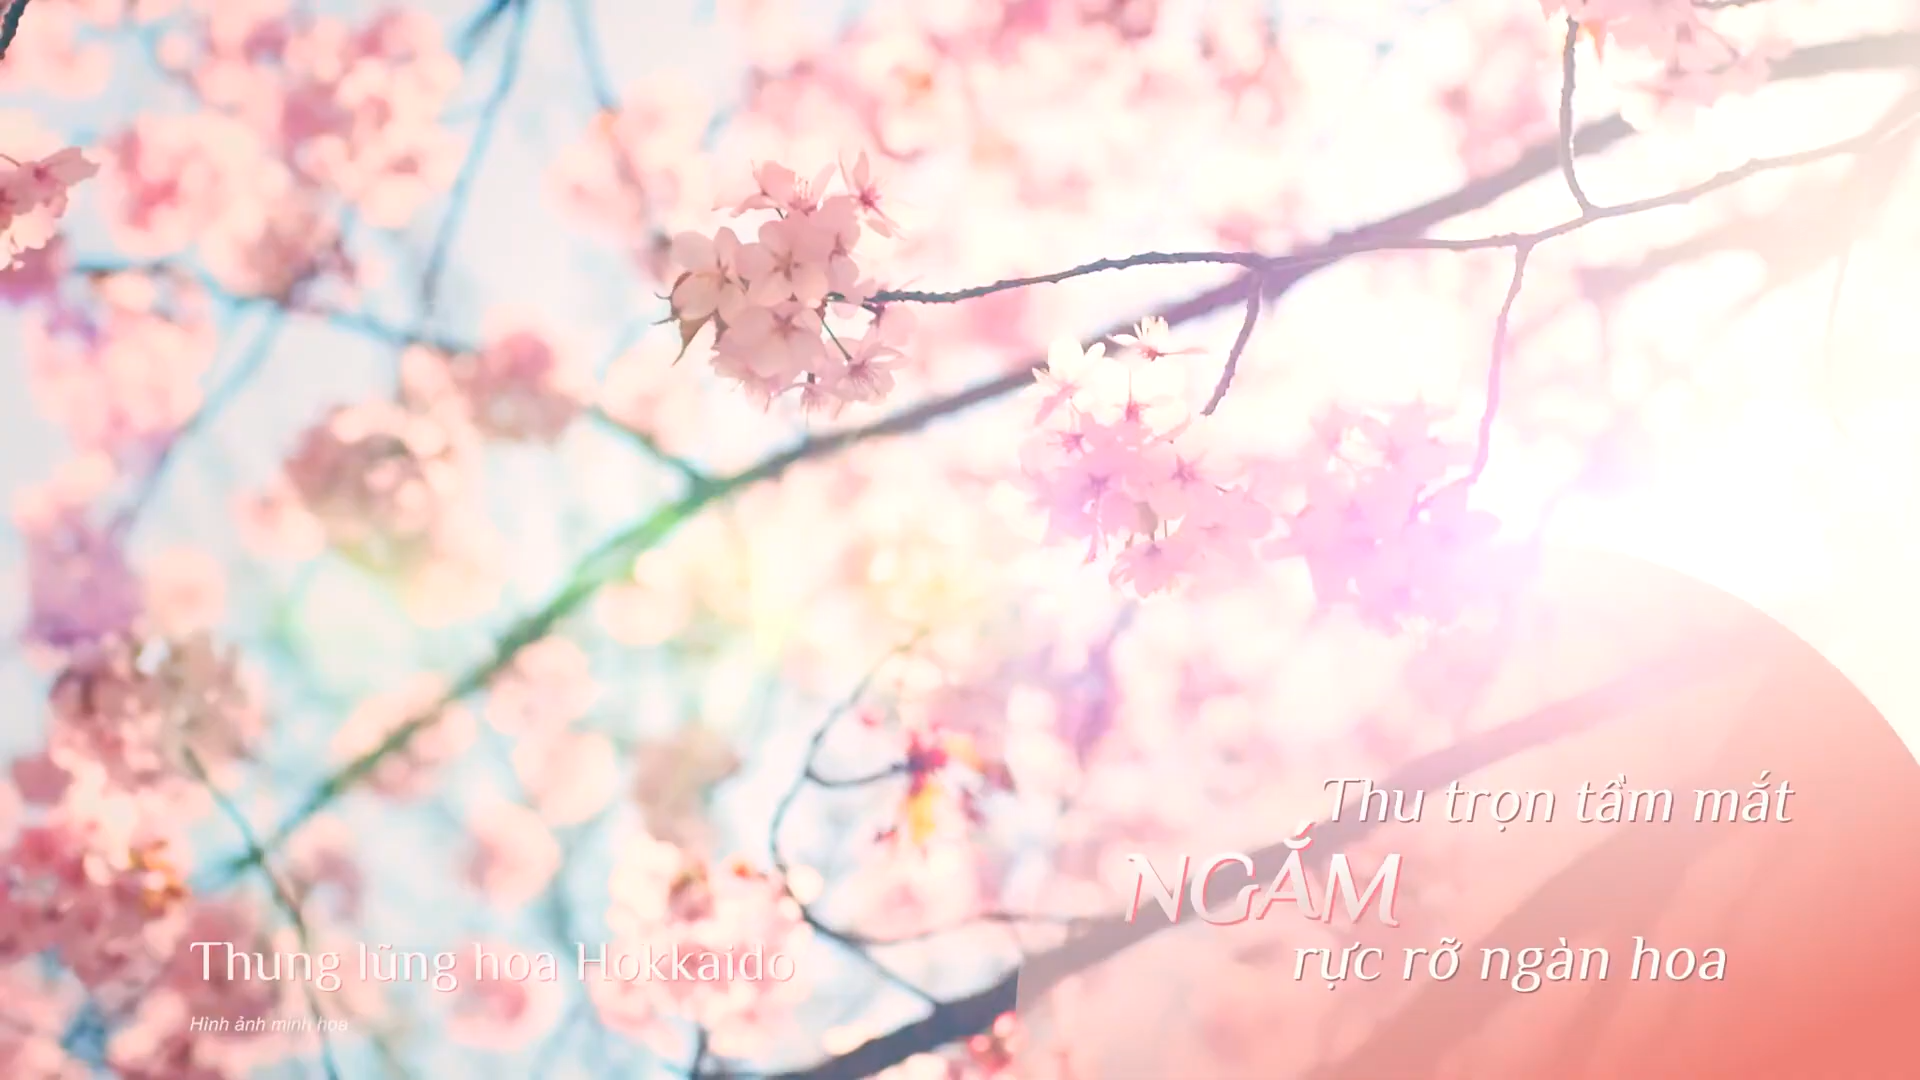 Thu trọn tầm mắt
NGẮM
rực rỡ ngàn hoa
Thung lũng hoa Hokkaido
Hình ảnh minh họa